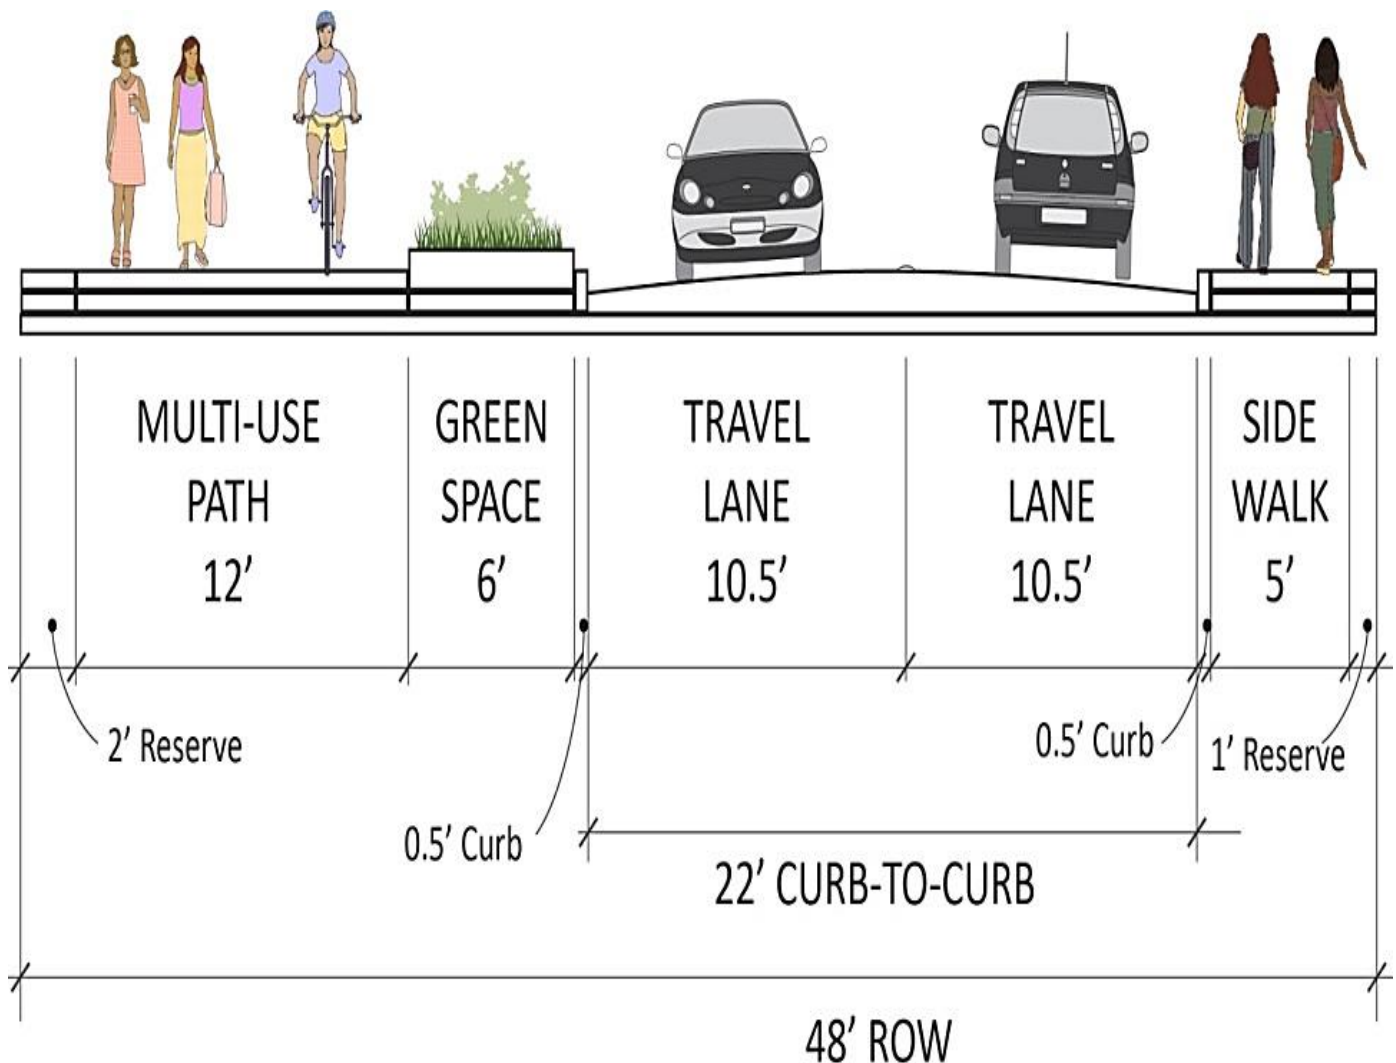 MULTI-USE
PATH
12'
GREEN
SPACE
6'
TRAVEL
LANE
10.5'
TRAVEL
LANE
10.5'
SIDE
WALK
5'
2' Reserve
0.5' Curb
0.5' Curb
1' Reserve
22' CURB-TO-CURB
48' ROW